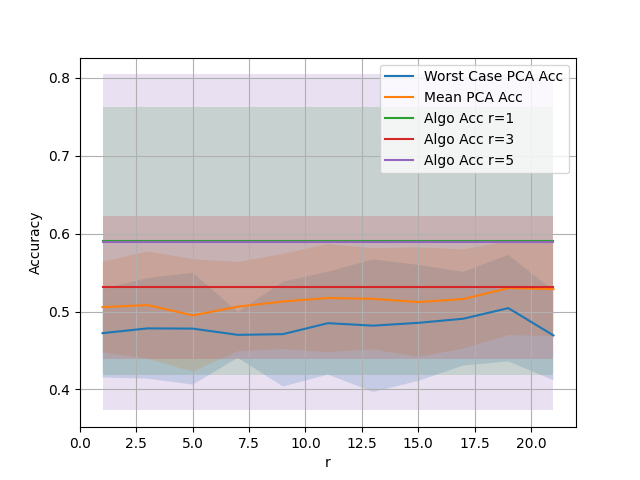 Worst Case PCA Acc
Mean PCA Acc
Algo Acc r=1
Algo Acc r=3
Algo Acc r=5
0.8
0.7
0.6
0.5
0.4
Accuracy
0.0 2.5 5.0 7.5 10.0 12.5 15.0 17.5 20.0
r